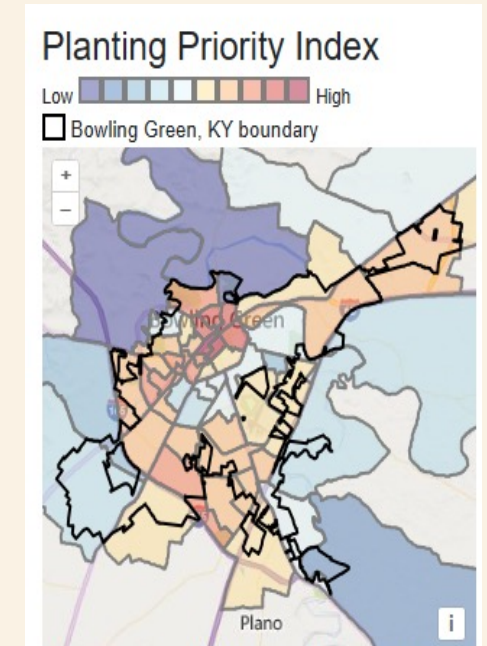 Planting Priority Index
Low High
Bowling Green, KY boundary
+
−
Bowling Green
Plano
i